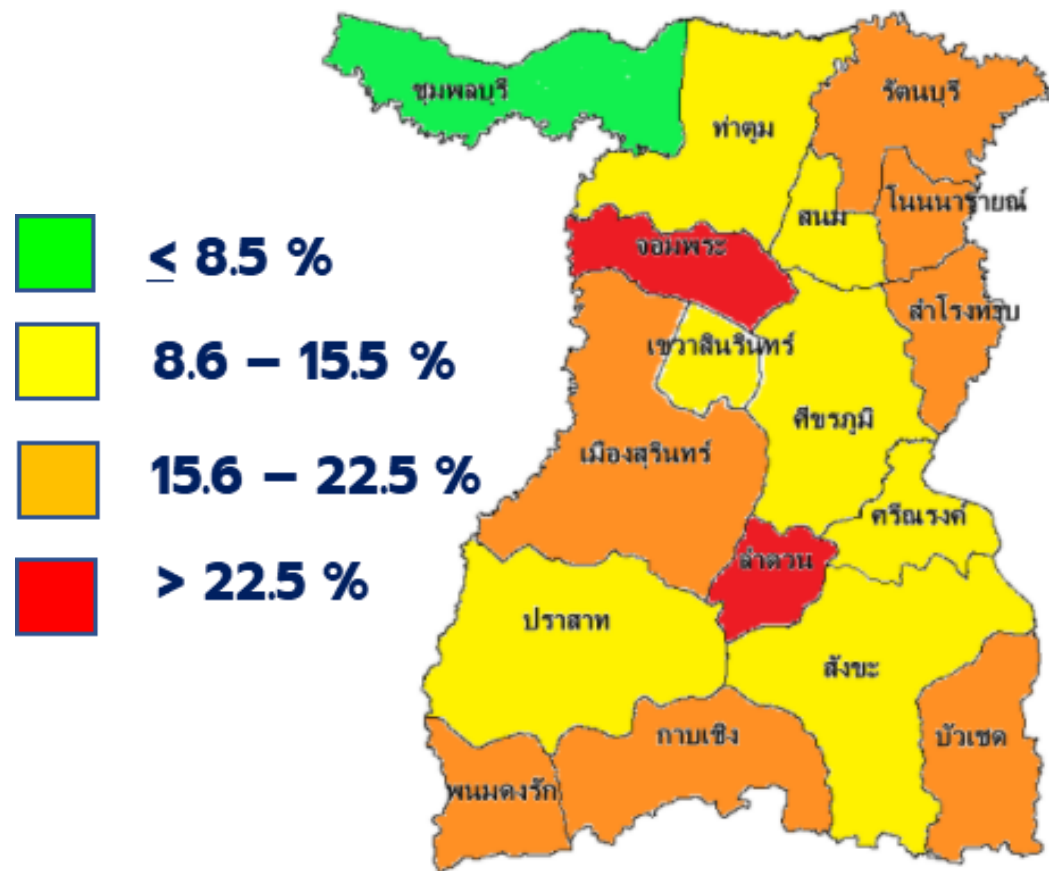 ชุมพลบุรี
รัตนบุรี
ท่าตูม
โนนนารายณ์
สนม
จอมพระ
สำโรงทาบ
เขวาสินรินทร์
ศีขรภูมิ
เมืองสุรินทร์
ศรีณรงค์
ลำดวน
ปราสาท
สังขะ
กาบเชิง
บัวเชด
พนมดงรัก
≤ 8.5 %
8.6 – 15.5 %
15.6 – 22.5 %
> 22.5 %